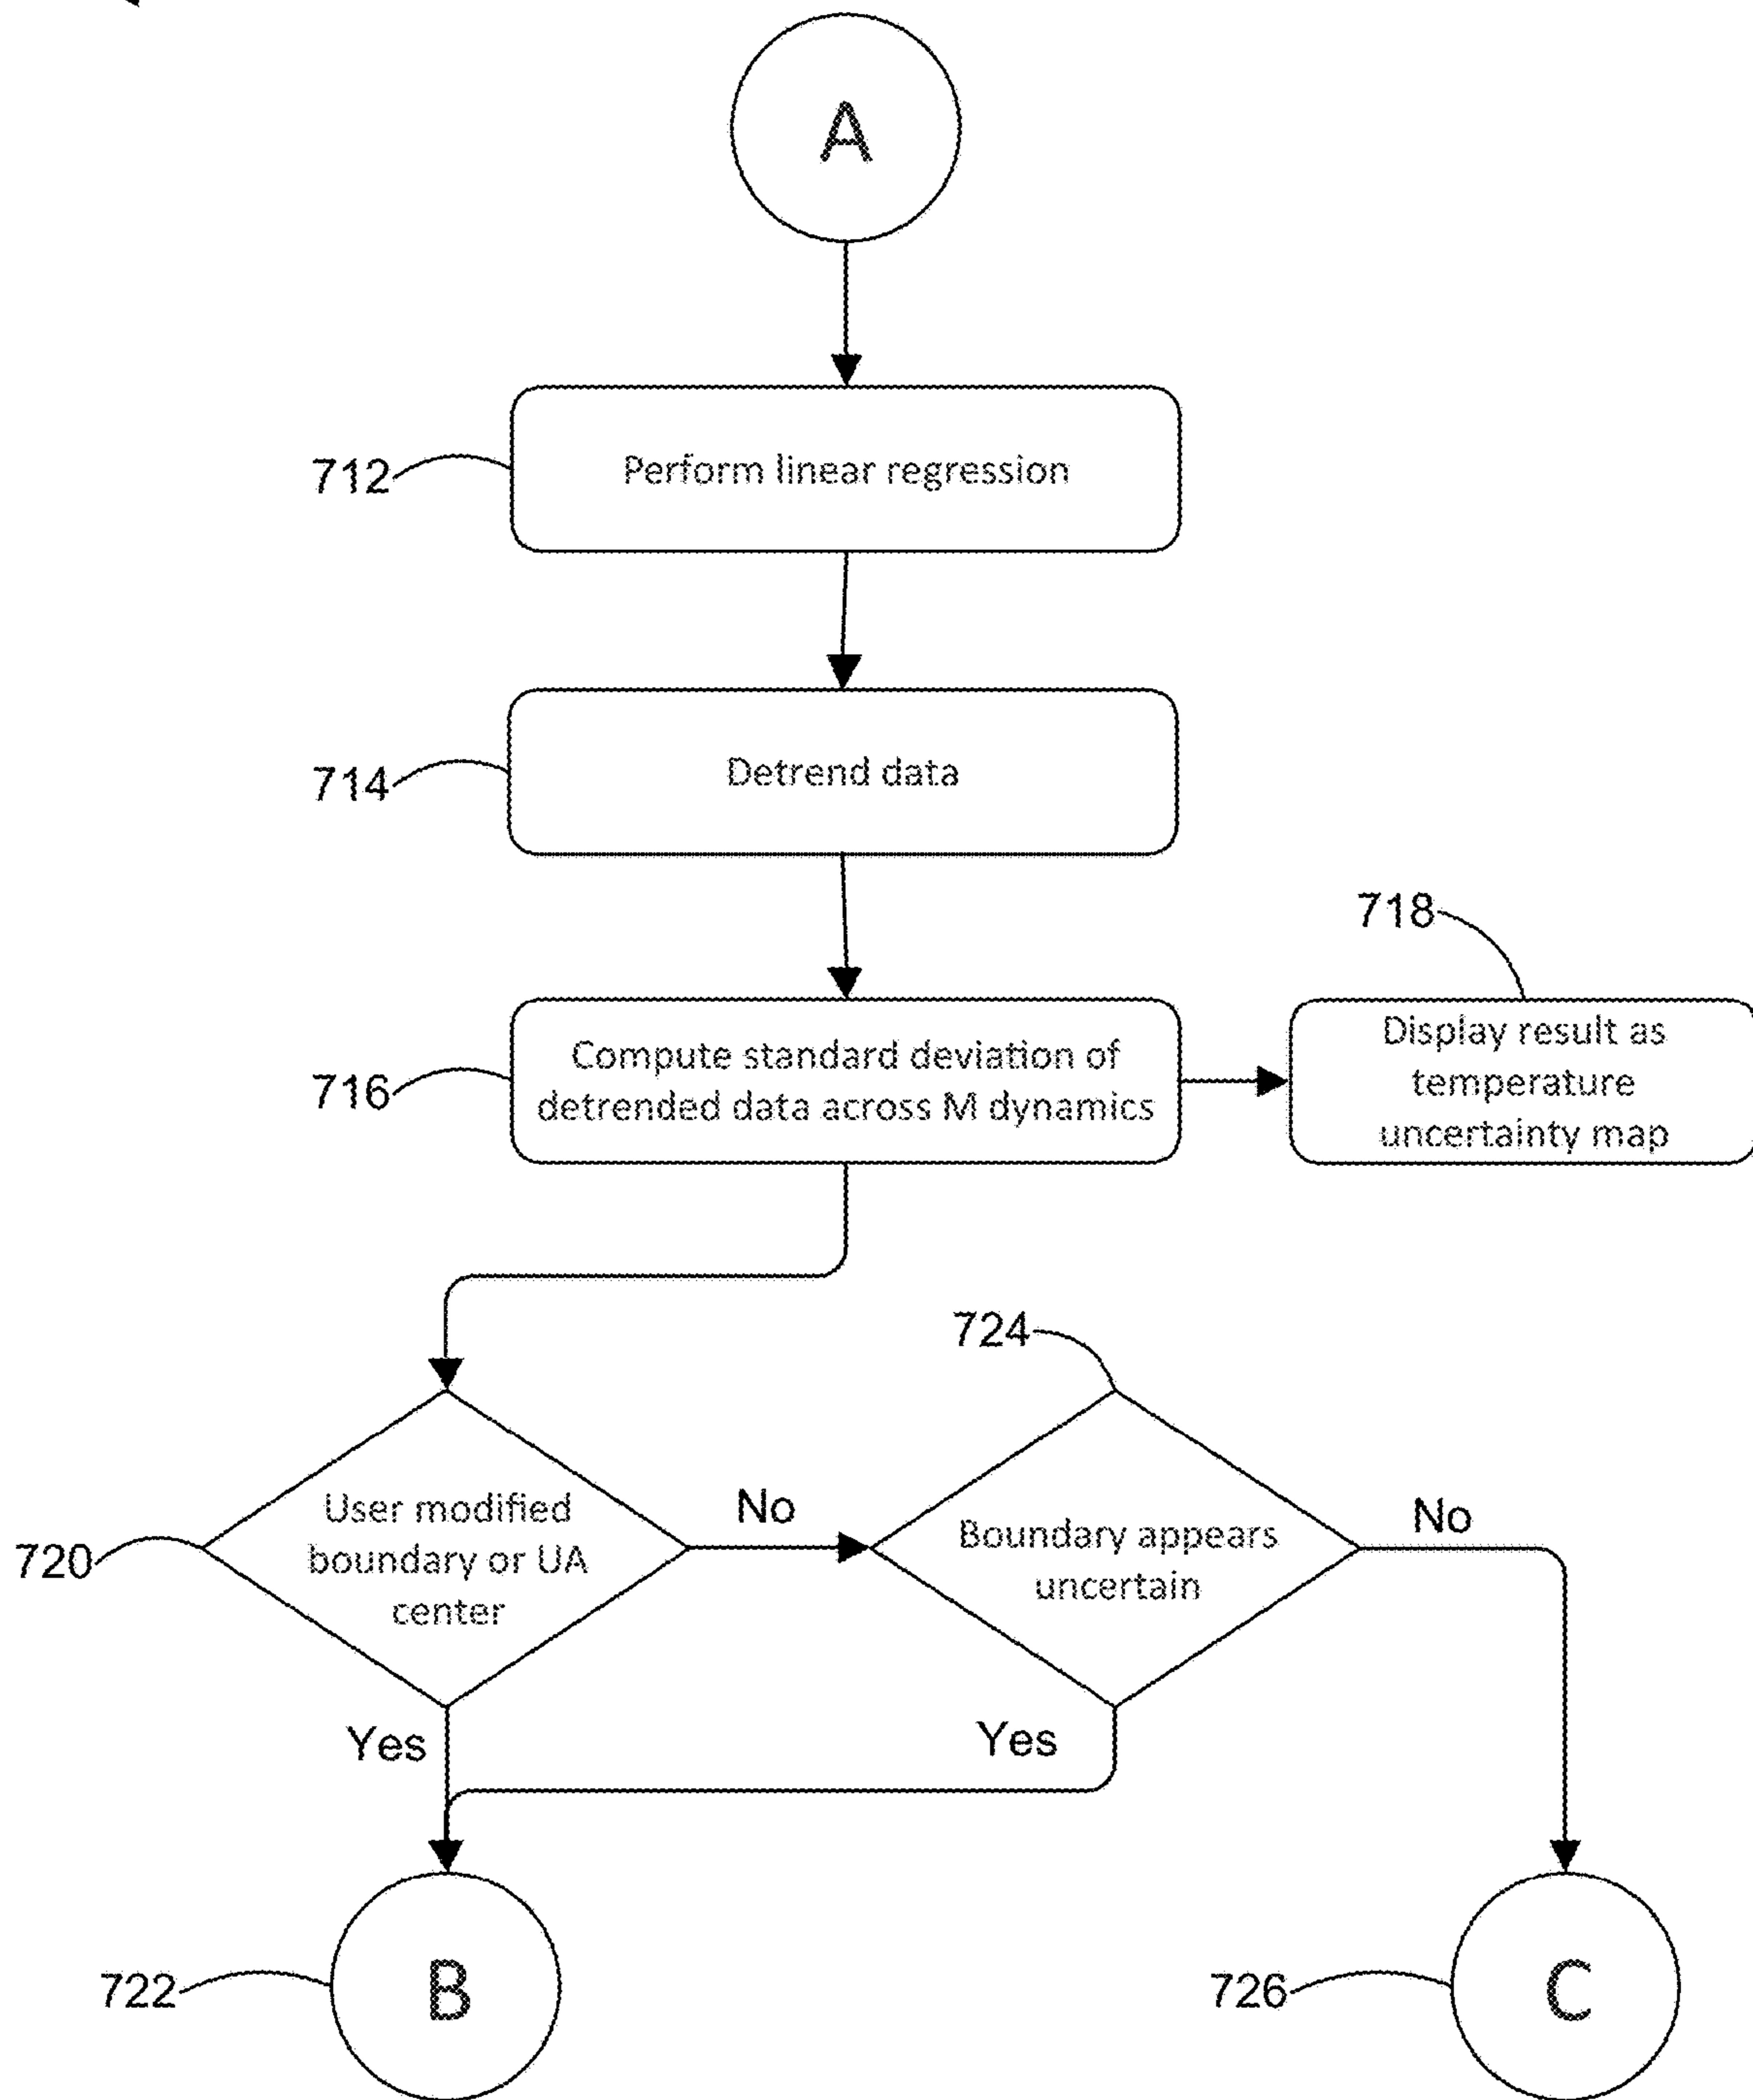 A
712
Perform linear regression
714
Detrend data
718
716
Compute standard deviation of
detrended data across M dynamics
Display result as
temperature
uncertainty map
724
720
User modified
boundary or UA
center
No
Boundary appears
uncertain
No
Yes
Yes
722
B
726
C